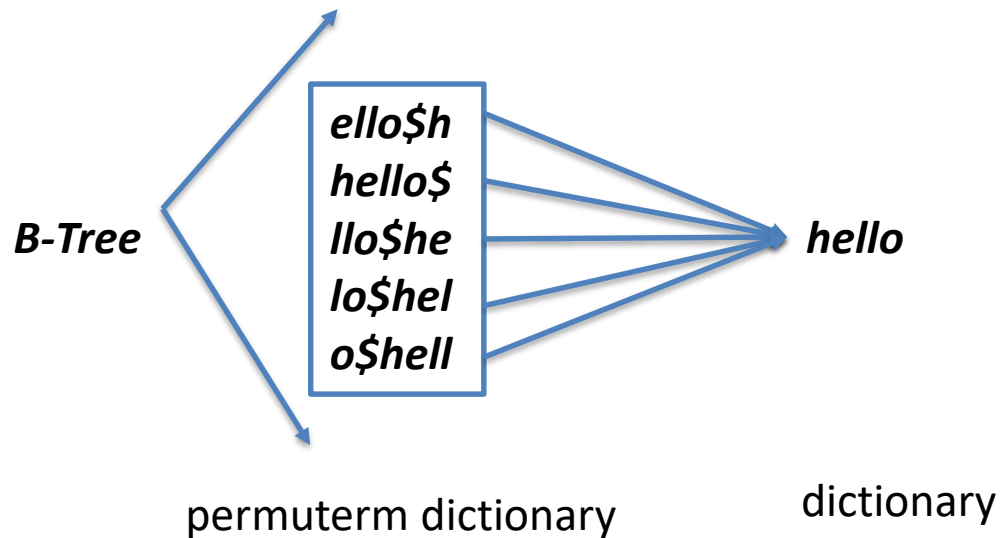 B-Tree
ello$h
hello$
llo$he
lo$hel
o$hell
hello
permuterm dictionary
dictionary